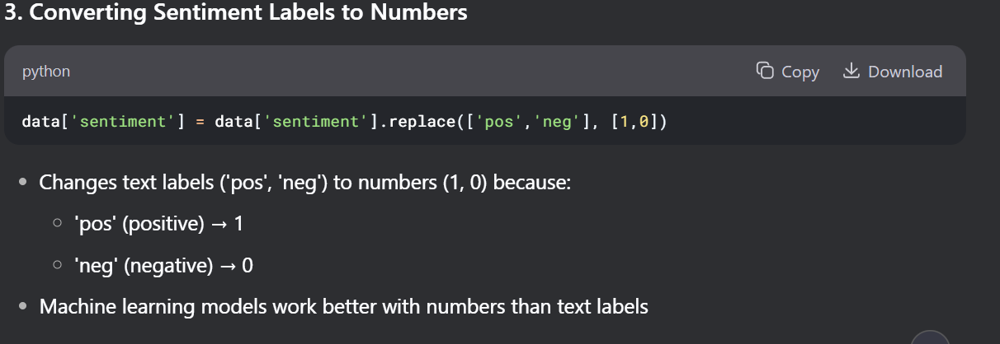 3. Converting Sentiment Labels to Numbers
python
Copy
Download
data['sentiment'] = data['sentiment'].replace(['pos','neg'], [1,0])
Changes text labels ('pos', 'neg') to numbers (1, 0) because:
'pos' (positive) → 1
'neg' (negative) → 0
Machine learning models work better with numbers than text labels